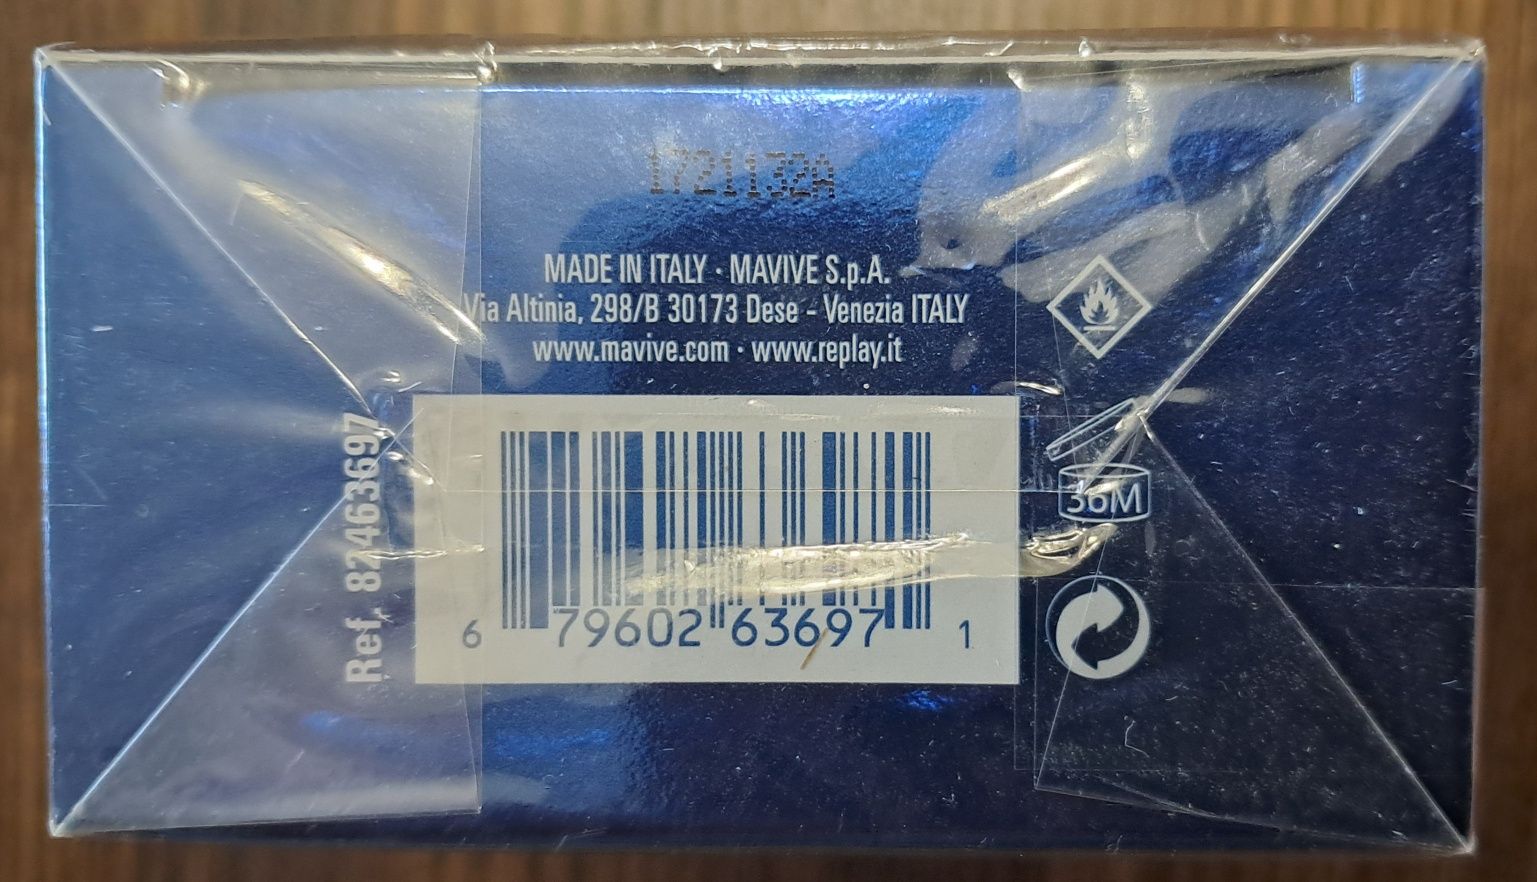 1721132A
MADE IN ITALY · MAVIVE S.p.A.
Via Altinia, 298/B 30173 Dese - Venezia ITALY
www.mavive.com · www.replay.it
Ref. 82463697
36M
6 79602 63697 1